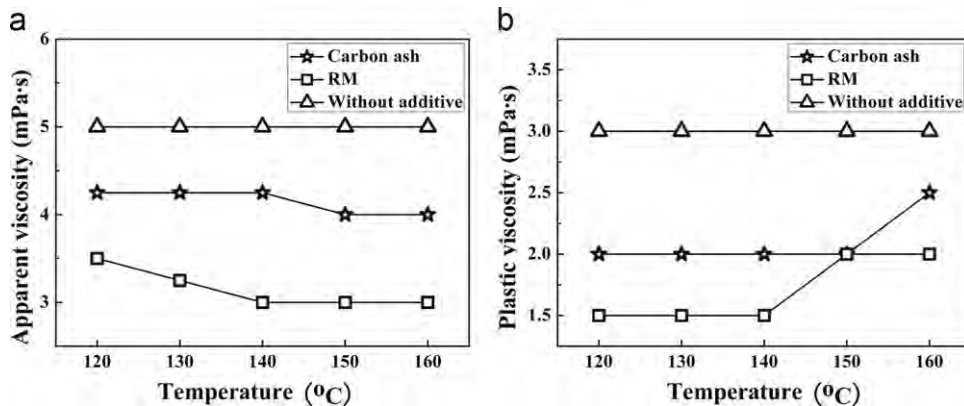 a
Apparent viscosity (mPa·s)
6
5
4
3
120 130 140 150 160
Temperature (°C)
Carbon ash
RM
Without additive
b
Plastic viscosity (mPa·s)
3.5
3.0
2.5
2.0
1.5
120 130 140 150 160
Temperature (°C)
Carbon ash
RM
Without additive